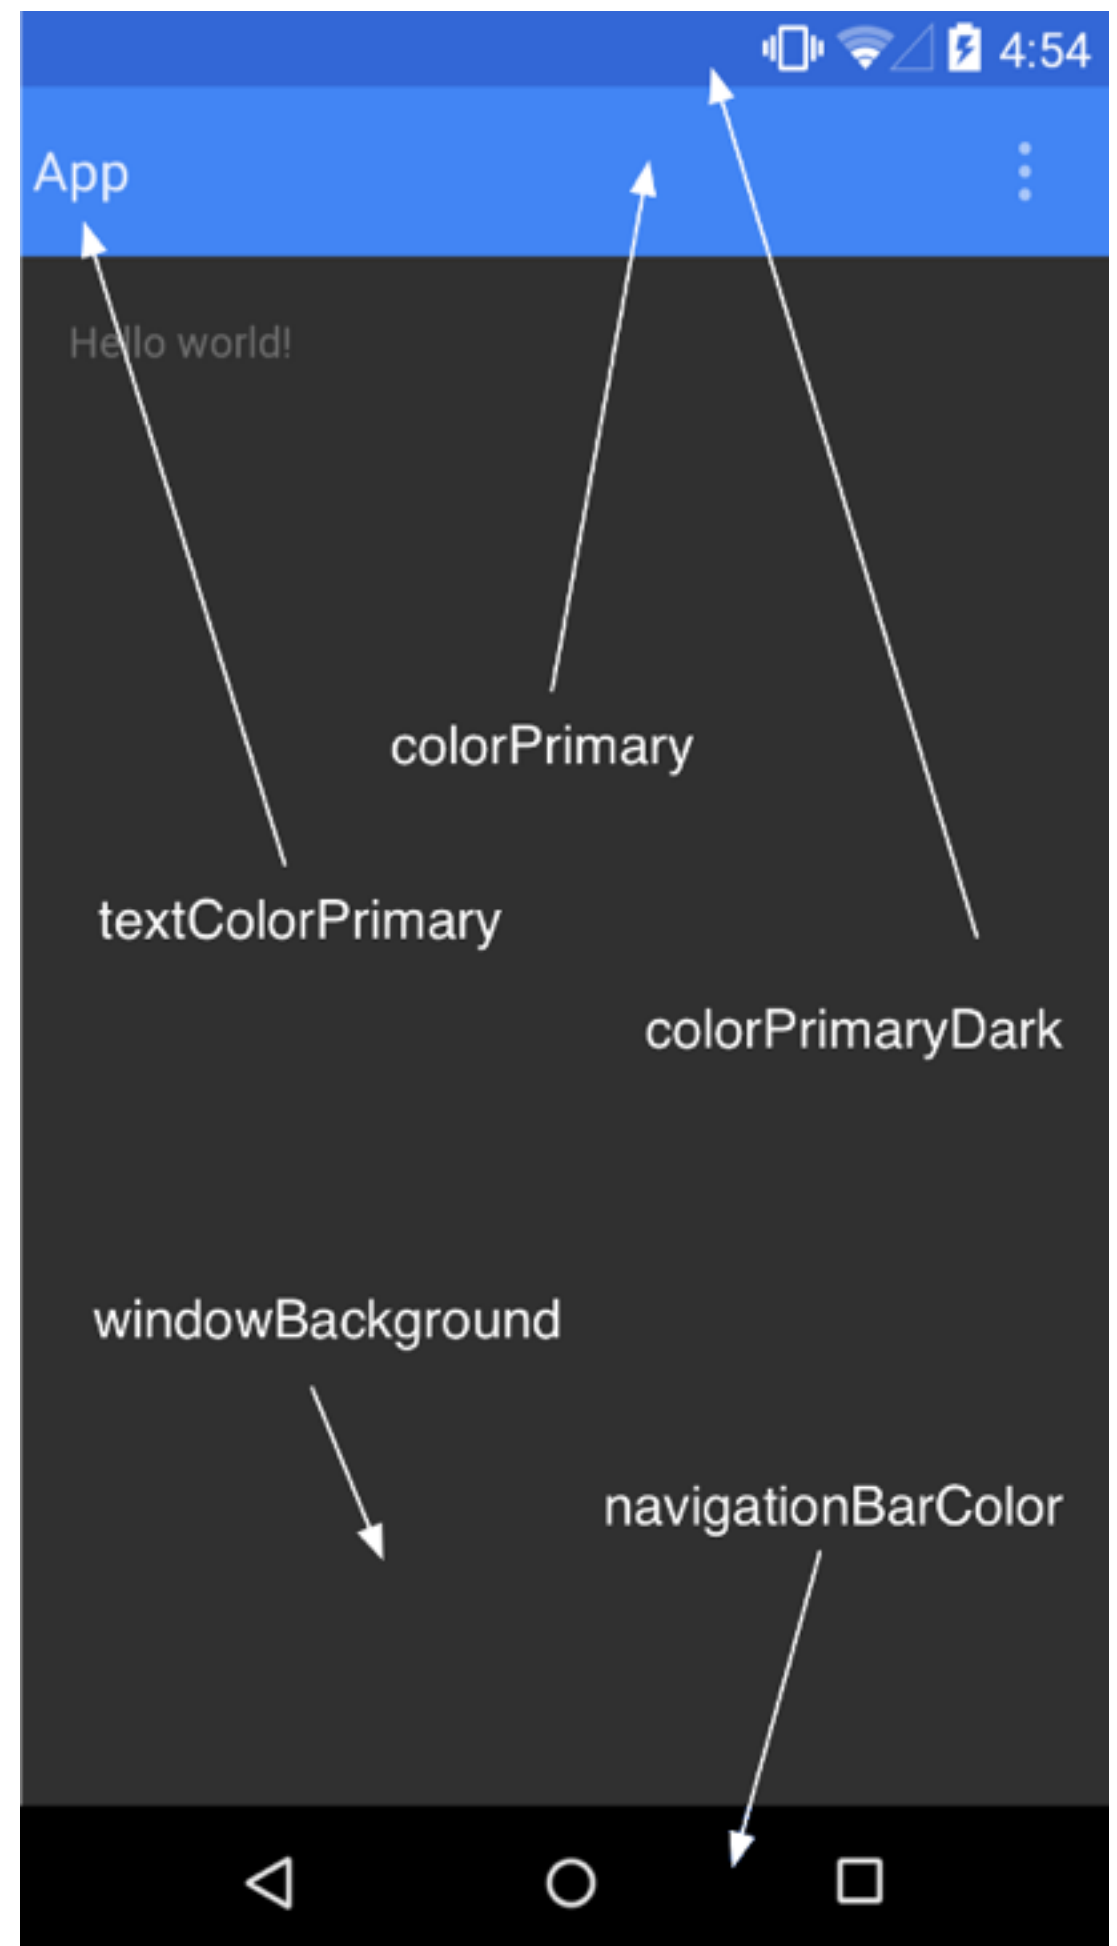 4:54
App
Hello world!
colorPrimary
textColorPrimary
colorPrimaryDark
windowBackground
navigationBarColor